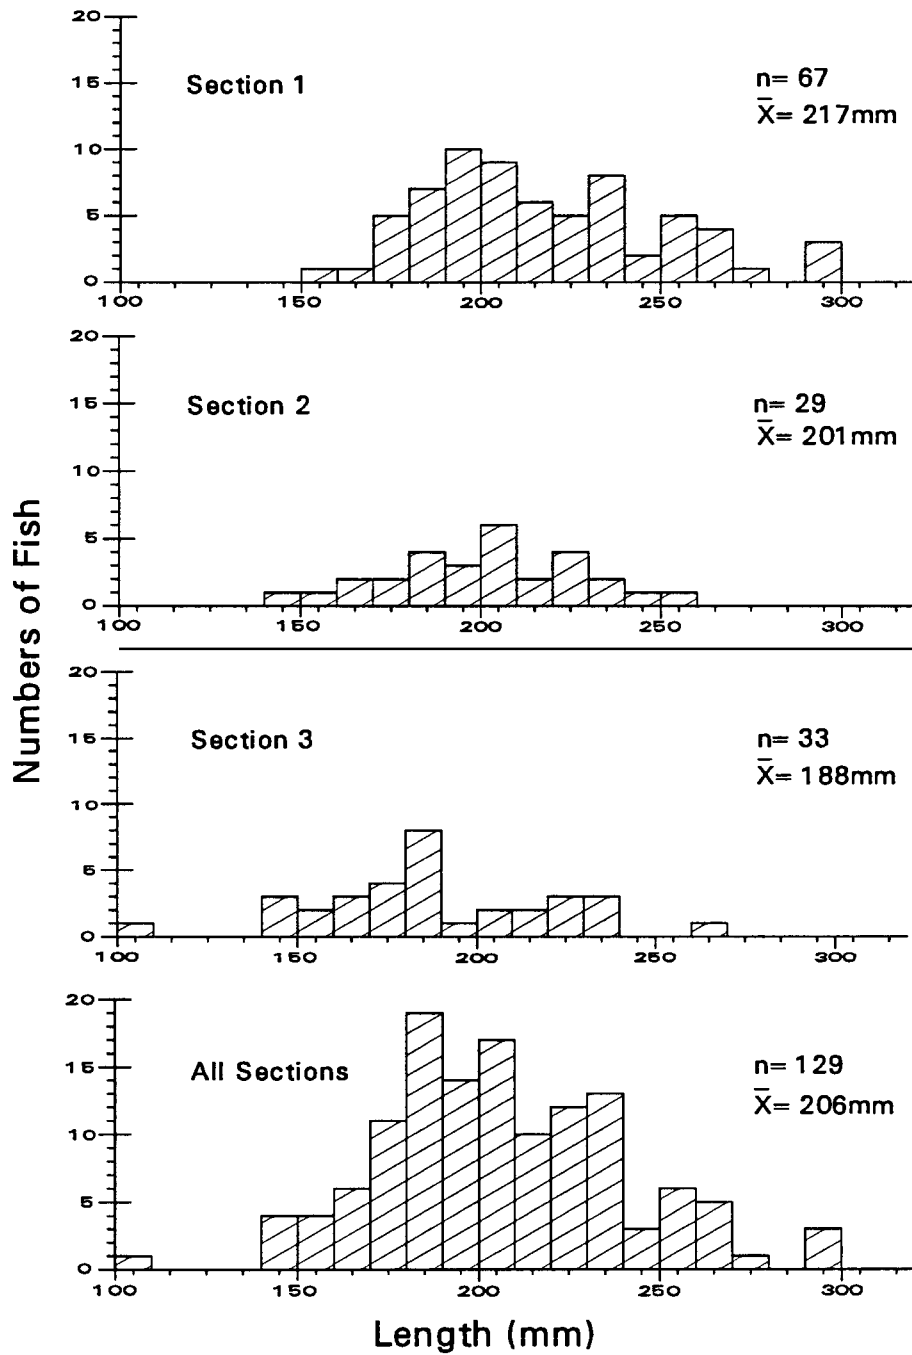 20
15
10
5
0
Section 1
n= 67
X̅= 217mm
100 150 200 250 300
20
15
10
5
0
Section 2
n= 29
X̅= 201mm
100 150 200 250 300
Numbers of Fish
20
15
10
5
0
Section 3
n= 33
X̅= 188mm
100 150 200 250 300
20
15
10
5
0
All Sections
n= 129
X̅= 206mm
100 150 200 250 300
Length (mm)